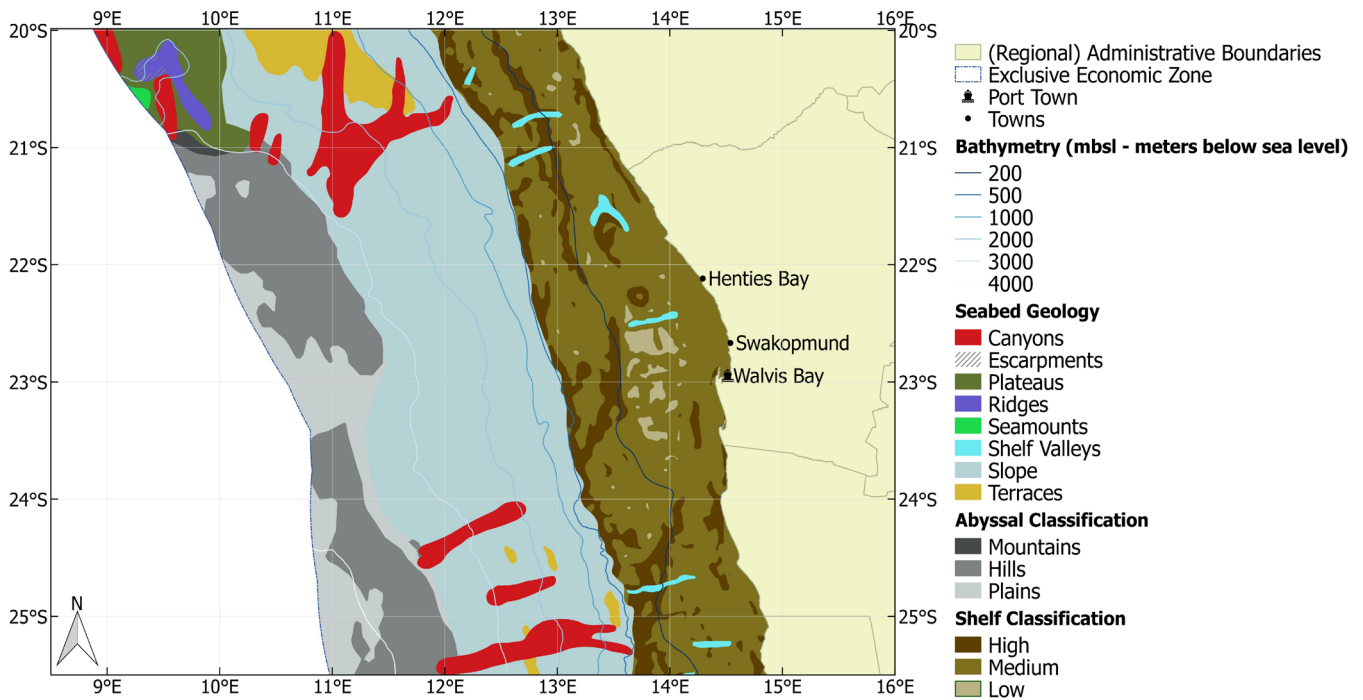 9°E 10°E 11°E 12°E 13°E 14°E 15°E 16°E
20°S 20°S
21°S 21°S
22°S 22°S
23°S 23°S
24°S 24°S
25°S 25°S
Henties Bay
Swakopmund
Walvis Bay
N
9°E 10°E 11°E 12°E 13°E 14°E 15°E 16°E
(Regional) Administrative Boundaries
Exclusive Economic Zone
Port Town
Towns
Bathymetry (mbsl - meters below sea level)
200
500
1000
2000
3000
4000
Seabed Geology
Canyons
Escarpments
Plateaus
Ridges
Seamounts
Shelf Valleys
Slope
Terraces
Abyssal Classification
Mountains
Hills
Plains
Shelf Classification
High
Medium
Low